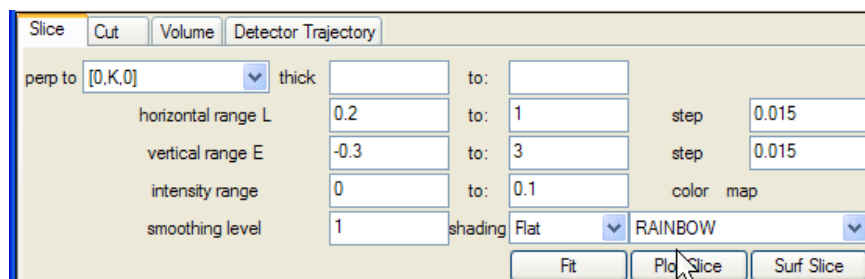 Slice Cut Volume Detector Trajectory
perp to [0,K,0] thick to:
horizontal range L 0.2 to: 1 step 0.015
vertical range E -0.3 to: 3 step 0.015
intensity range 0 to: 0.1 color map
smoothing level 1 shading Flat RAINBOW
Fit Plot Slice Surf Slice